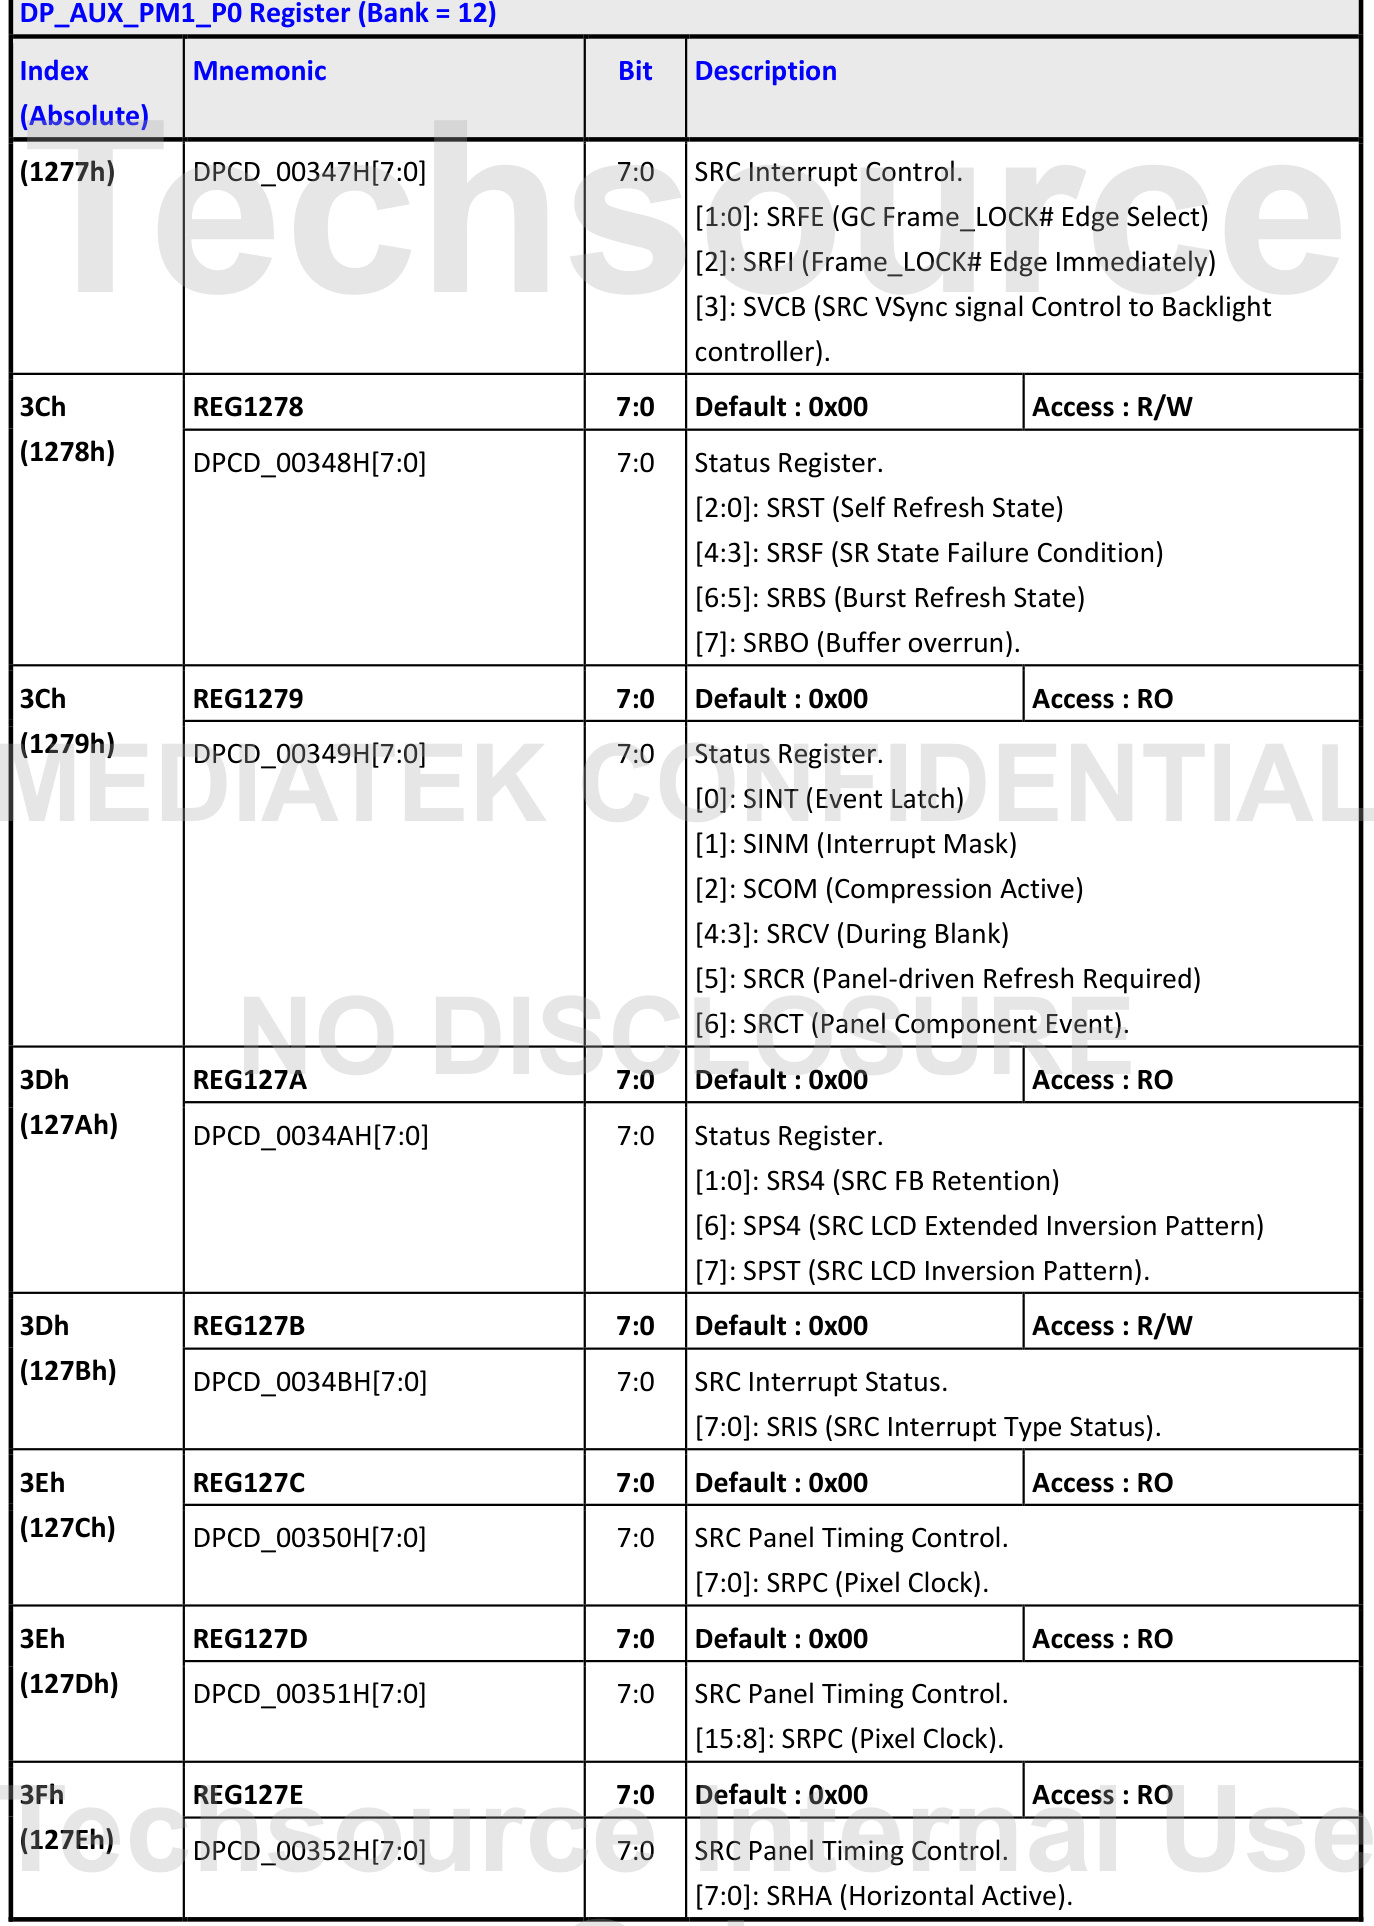 DP_AUX_PM1_P0 Register (Bank = 12)
Index (Absolute) Mnemonic Bit Description
(1277h) DPCD_00347H[7:0] 7:0 SRC Interrupt Control.
[1:0]: SRFE (GC Frame_LOCK# Edge Select)
[2]: SRFI (Frame_LOCK# Edge Immediately)
[3]: SVCB (SRC VSync signal Control to Backlight
controller).
3Ch REG1278 7:0 Default : 0x00 Access : R/W
(1278h) DPCD_00348H[7:0] 7:0 Status Register.
[2:0]: SRST (Self Refresh State)
[4:3]: SRSF (SR State Failure Condition)
[6:5]: SRBS (Burst Refresh State)
[7]: SRBO (Buffer overrun).
3Ch REG1279 7:0 Default : 0x00 Access : RO
(1279h) DPCD_00349H[7:0] 7:0 Status Register.
[0]: SINT (Event Latch)
[1]: SINM (Interrupt Mask)
[2]: SCOM (Compression Active)
[4:3]: SRCV (During Blank)
[5]: SRCR (Panel-driven Refresh Required)
[6]: SRCT (Panel Component Event).
3Dh REG127A 7:0 Default : 0x00 Access : RO
(127Ah) DPCD_0034AH[7:0] 7:0 Status Register.
[1:0]: SRS4 (SRC FB Retention)
[6]: SPS4 (SRC LCD Extended Inversion Pattern)
[7]: SPST (SRC LCD Inversion Pattern).
3Dh REG127B 7:0 Default : 0x00 Access : R/W
(127Bh) DPCD_0034BH[7:0] 7:0 SRC Interrupt Status.
[7:0]: SRIS (SRC Interrupt Type Status).
3Eh REG127C 7:0 Default : 0x00 Access : RO
(127Ch) DPCD_00350H[7:0] 7:0 SRC Panel Timing Control.
[7:0]: SRPC (Pixel Clock).
3Eh REG127D 7:0 Default : 0x00 Access : RO
(127Dh) DPCD_00351H[7:0] 7:0 SRC Panel Timing Control.
[15:8]: SRPC (Pixel Clock).
3Fh REG127E 7:0 Default : 0x00 Access : RO
(127Eh) DPCD_00352H[7:0] 7:0 SRC Panel Timing Control.
[7:0]: SRHA (Horizontal Active).
Techsource
MEDIATEK CONFIDENTIAL
NO DISCLOSURE
Techsource Internal Use